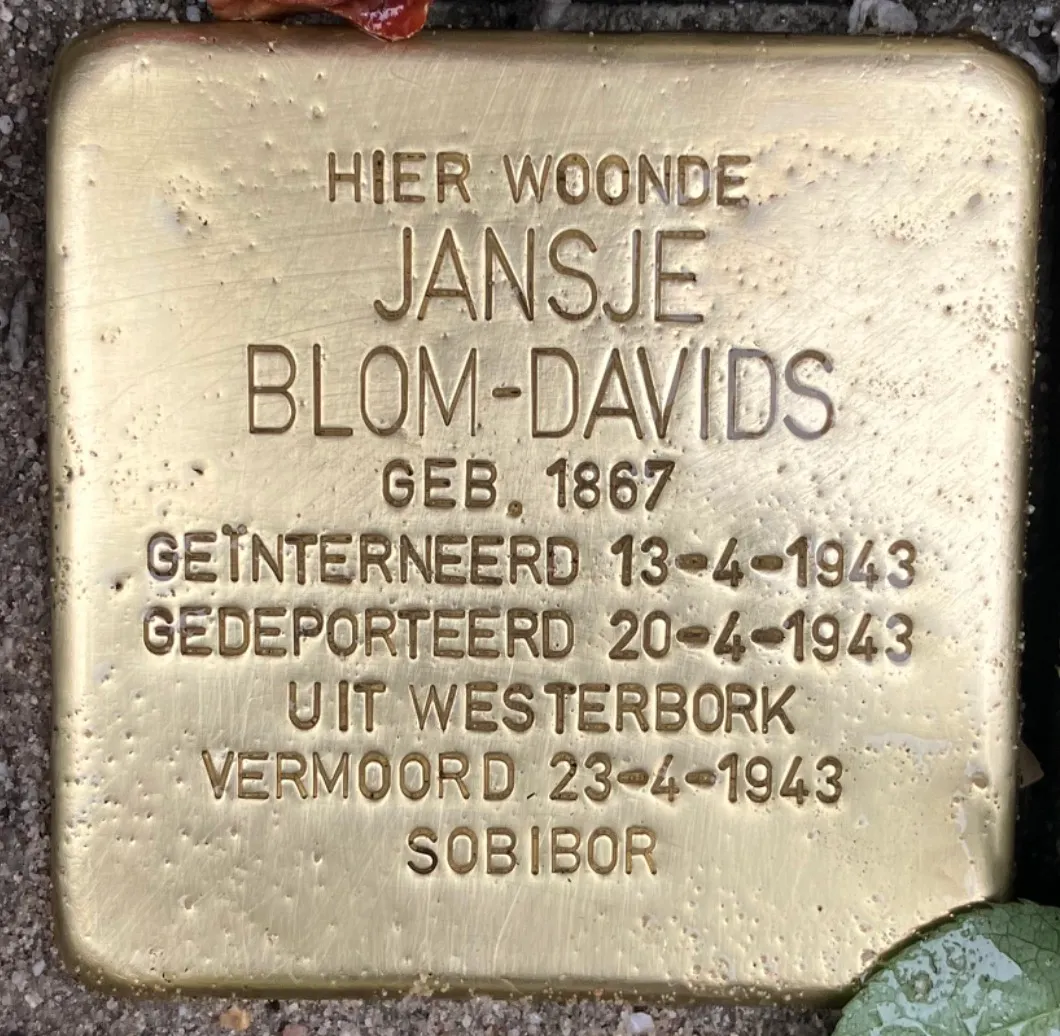 HIER WOONDE
JANSJE
BLOM-DAVIDS
GEB. 1867
GEÏNTERNEERD 13-4-1943
GEDEPORTEERD 20-4-1943
UIT WESTERBORK
VERMOORD 23-4-1943
SOBIBOR